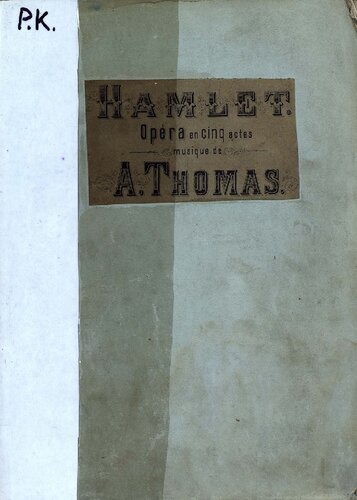 P.K.
HAMLET.
Opéra en cinq actes
musique de
A. THOMAS.